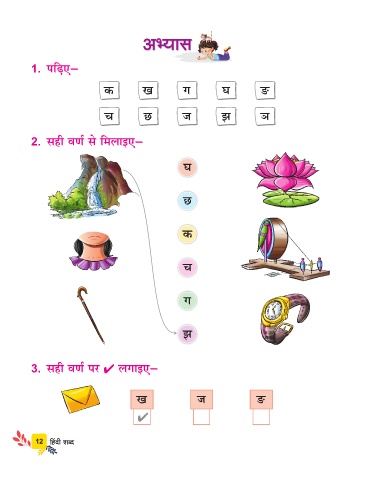 अभ्यास
1. पढ़िए–
क ख ग घ ङ
च छ ज झ ञ
2. सही वर्ण से मिलाइए–
घ
छ
क
च
ग
झ
3. सही वर्ण पर ✔ लगाइए–
ख ज ङ
✔
12 हिंदी शब्द